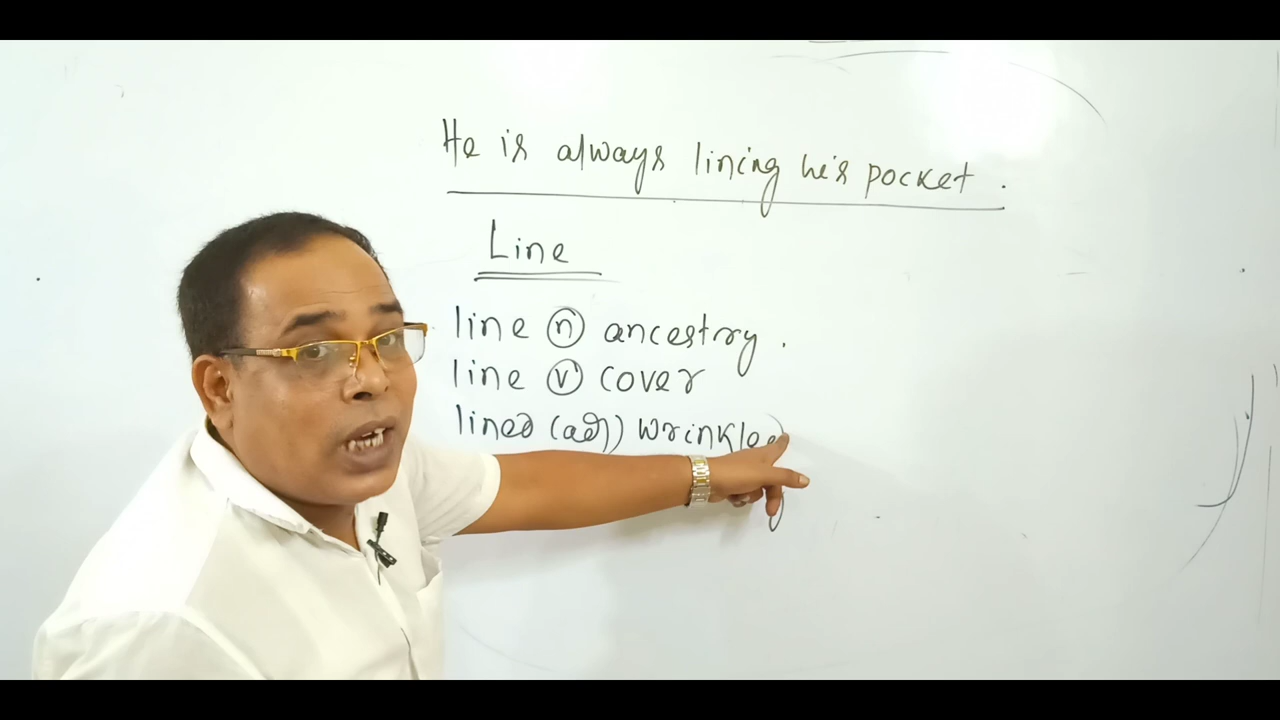 He is always lining his pocket.
Line
line (n) ancestry.
line (v) cover
lined (adj) wrinkled